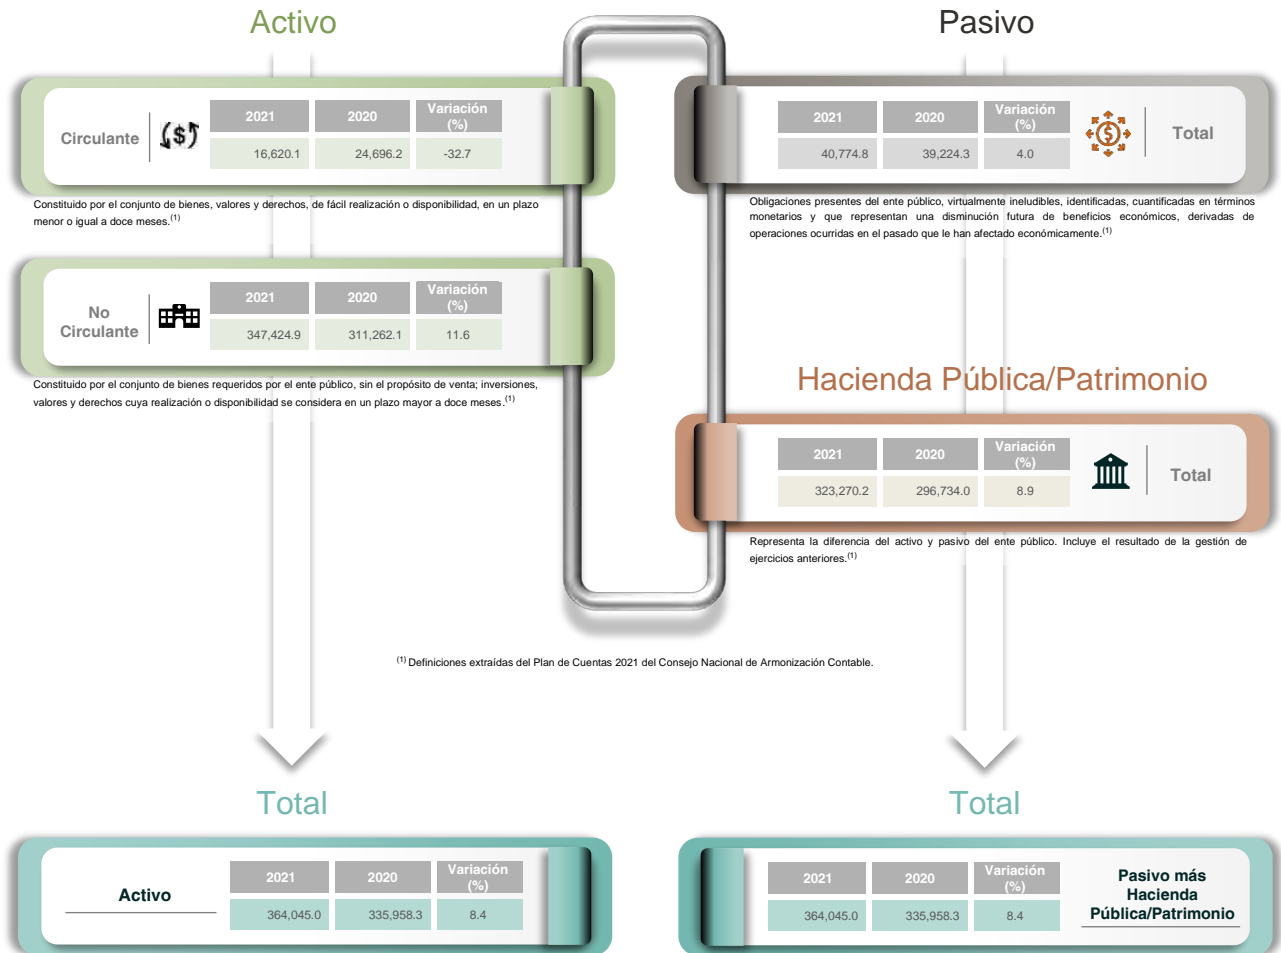 Activo
Circulante
2021 2020 Variación (%)
16,620.1 24,696.2 -32.7
Constituido por el conjunto de bienes, valores y derechos, de fácil realización o disponibilidad, en un plazo
menor o igual a doce meses.(1)
No
Circulante
2021 2020 Variación (%)
347,424.9 311,262.1 11.6
Constituido por el conjunto de bienes requeridos por el ente público, sin el propósito de venta; inversiones,
valores y derechos cuya realización o disponibilidad se considera en un plazo mayor a doce meses.(1)
Pasivo
2021 2020 Variación (%)
40,774.8 39,224.3 4.0
Total
Obligaciones presentes del ente público, virtualmente ineludibles, identificadas, cuantificadas en términos
monetarios y que representan una disminución futura de beneficios económicos, derivadas de
operaciones ocurridas en el pasado que le han afectado económicamente.(1)
Hacienda Pública/Patrimonio
2021 2020 Variación (%)
323,270.2 296,734.0 8.9
Total
Representa la diferencia del activo y pasivo del ente público. Incluye el resultado de la gestión de
ejercicios anteriores.(1)
(1) Definiciones extraídas del Plan de Cuentas 2021 del Consejo Nacional de Armonización Contable.
Total
Activo
2021 2020 Variación (%)
364,045.0 335,958.3 8.4
Total
2021 2020 Variación (%)
364,045.0 335,958.3 8.4
Pasivo más
Hacienda
Pública/Patrimonio